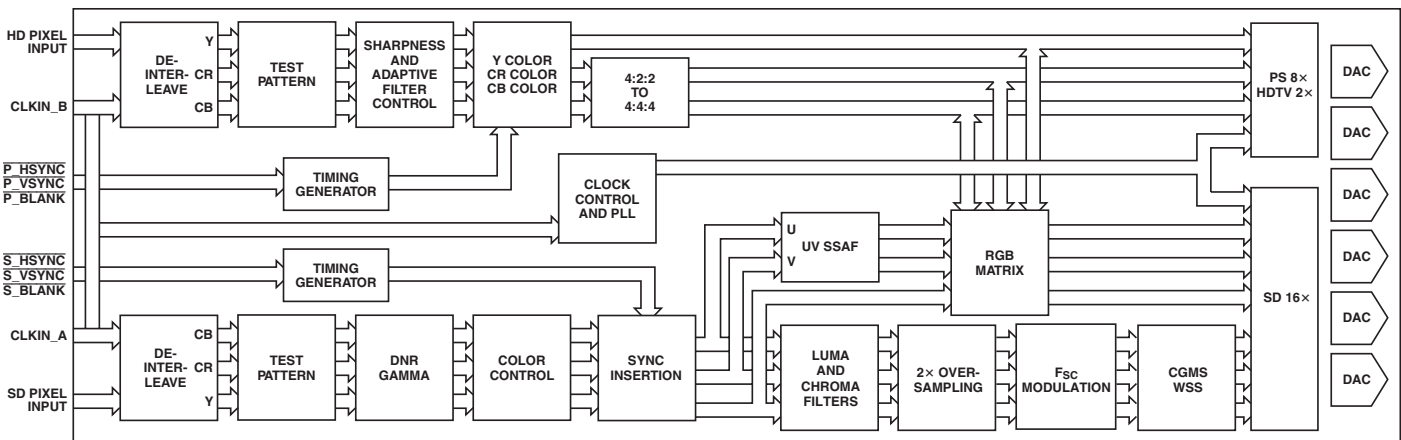 HD PIXEL
INPUT
CLKIN_B
P_HSYNC
P_VSYNC
P_BLANK
S_HSYNC
S_VSYNC
S_BLANK
CLKIN_A
SD PIXEL
INPUT
DE-
INTER-
LEAVE
Y
CR
CB
TEST
PATTERN
SHARPNESS
AND
ADAPTIVE
FILTER
CONTROL
Y COLOR
CR COLOR
CB COLOR
4:2:2
TO
4:4:4
PS 8×
HDTV 2×
TIMING
GENERATOR
CLOCK
CONTROL
AND PLL
TIMING
GENERATOR
U
V
UV SSAF
RGB
MATRIX
SD 16×
DE-
INTER-
LEAVE
CB
CR
Y
TEST
PATTERN
DNR
GAMMA
COLOR
CONTROL
SYNC
INSERTION
LUMA
AND
CHROMA
FILTERS
2× OVER-
SAMPLING
FSC
MODULATION
CGMS
WSS
DAC
DAC
DAC
DAC
DAC
DAC